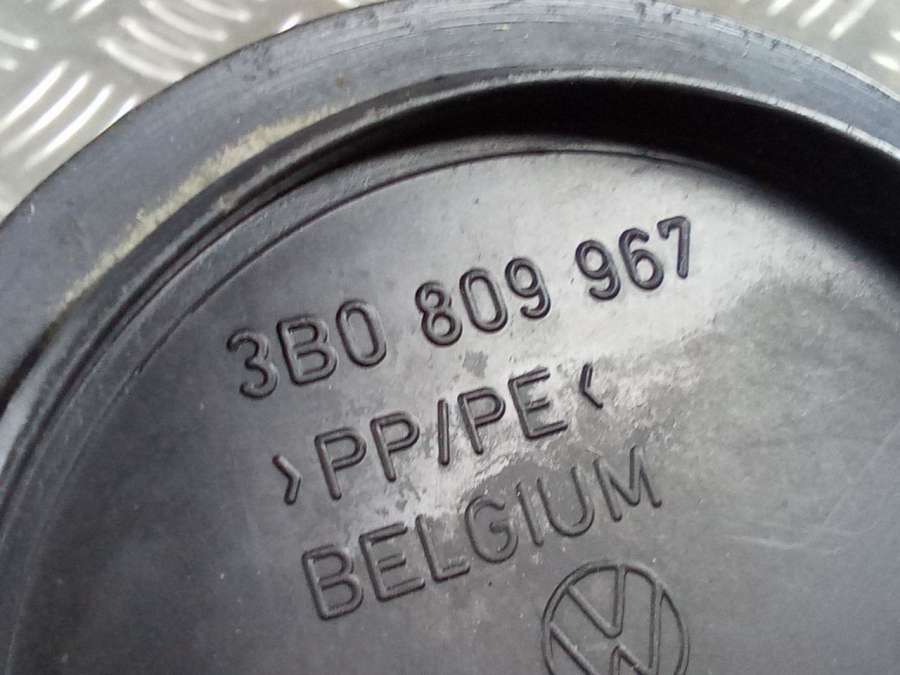 3B0 809 967
>PP/PE<
BELGIUM